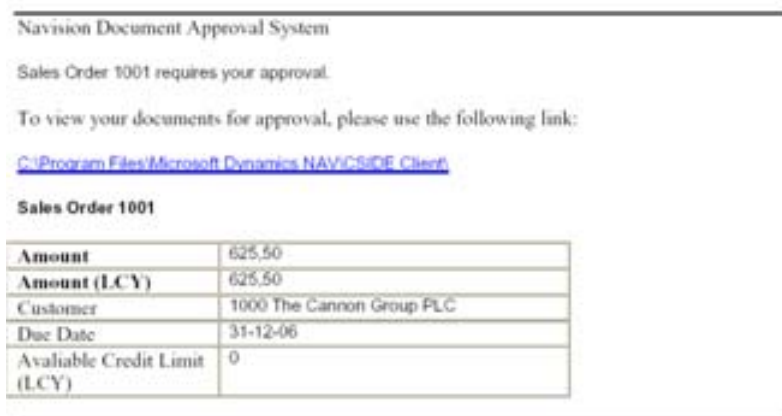 Navision Document Approval System
Sales Order 1001 requires your approval.
To view your documents for approval, please use the following link:
C:\Program Files\Microsoft Dynamics NAV\CSIDE Client\
Sales Order 1001
Amount 625,50
Amount (LCY) 625,50
Customer 1000 The Cannon Group PLC
Due Date 31-12-06
Avaliable Credit Limit 0
(LCY)